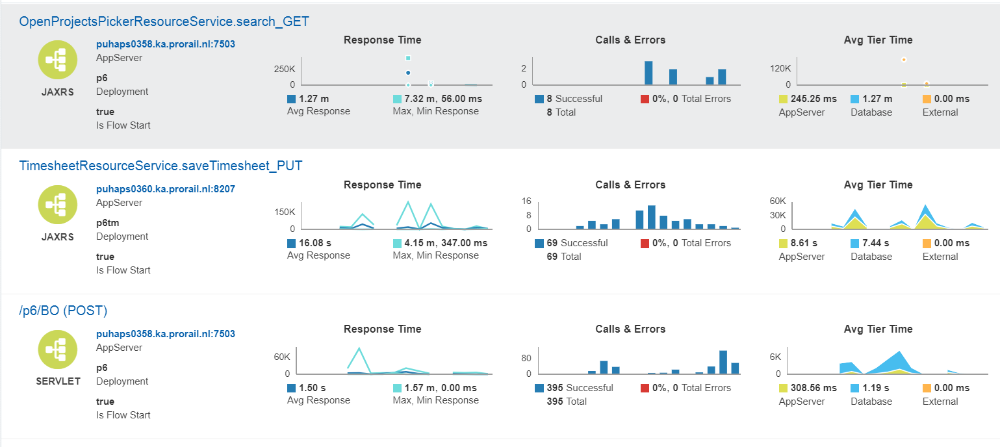 OpenProjectsPickerResourceService.search_GET
JAXRS
puhaps0358.ka.prorail.nl:7503
AppServer
p6
Deployment
true
Is Flow Start
Response Time
250K
0
1.27 m
Avg Response
7.32 m, 56.00 ms
Max, Min Response
Calls & Errors
2
0
8 Successful
8 Total
0%, 0 Total Errors
Avg Tier Time
120K
0
245.25 ms
AppServer
1.27 m
Database
0.00 ms
External
TimesheetResourceService.saveTimesheet_PUT
JAXRS
puhaps0360.ka.prorail.nl:8207
AppServer
p6tm
Deployment
true
Is Flow Start
Response Time
150K
0
16.08 s
Avg Response
4.15 m, 347.00 ms
Max, Min Response
Calls & Errors
16
8
0
69 Successful
69 Total
0%, 0 Total Errors
Avg Tier Time
60K
30K
0
8.61 s
AppServer
7.44 s
Database
0.00 ms
External
/p6/BO (POST)
SERVLET
puhaps0358.ka.prorail.nl:7503
AppServer
p6
Deployment
true
Is Flow Start
Response Time
60K
0
1.50 s
Avg Response
1.57 m, 0.00 ms
Max, Min Response
Calls & Errors
80
0
395 Successful
395 Total
0%, 0 Total Errors
Avg Tier Time
6K
0
308.56 ms
AppServer
1.19 s
Database
0.00 ms
External